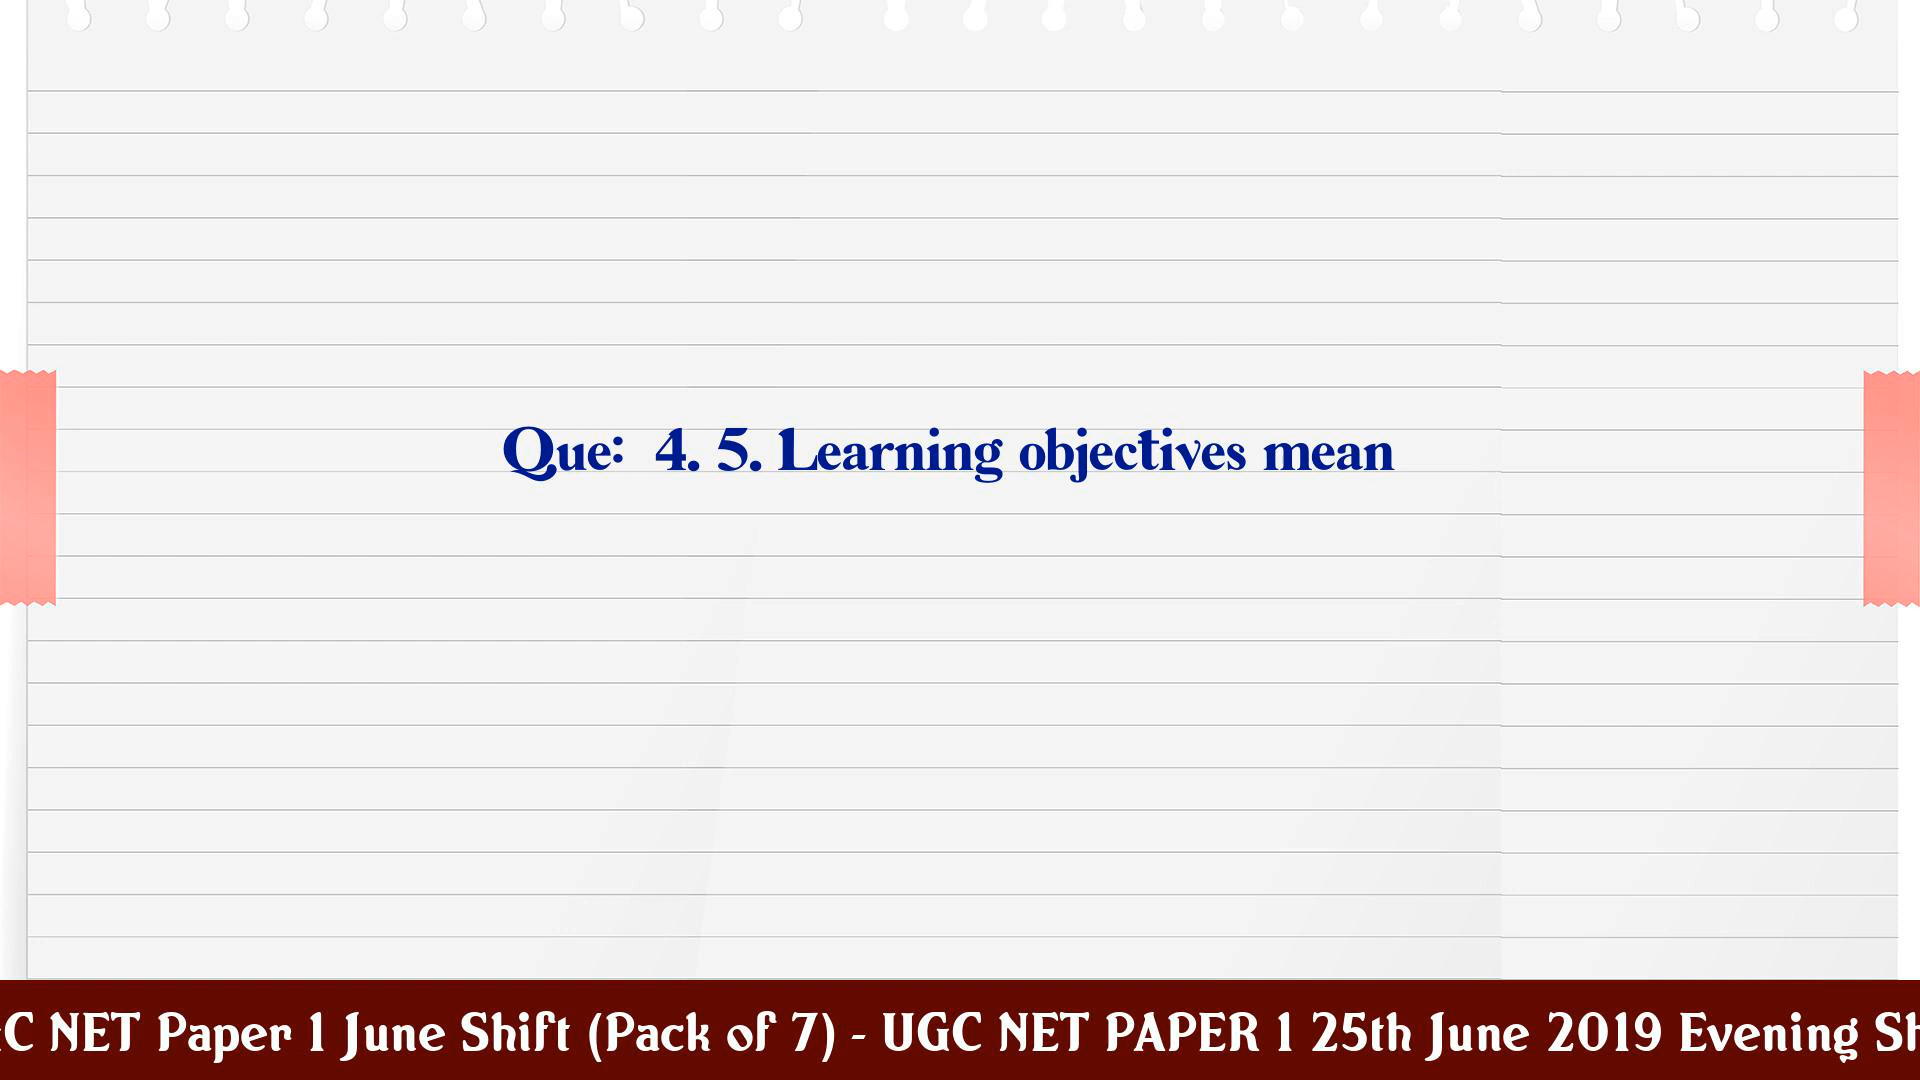 Que: 4. 5. Learning objectives mean
C NET Paper 1 June Shift (Pack of 7) - UGC NET PAPER 1 25th June 2019 Evening Sh